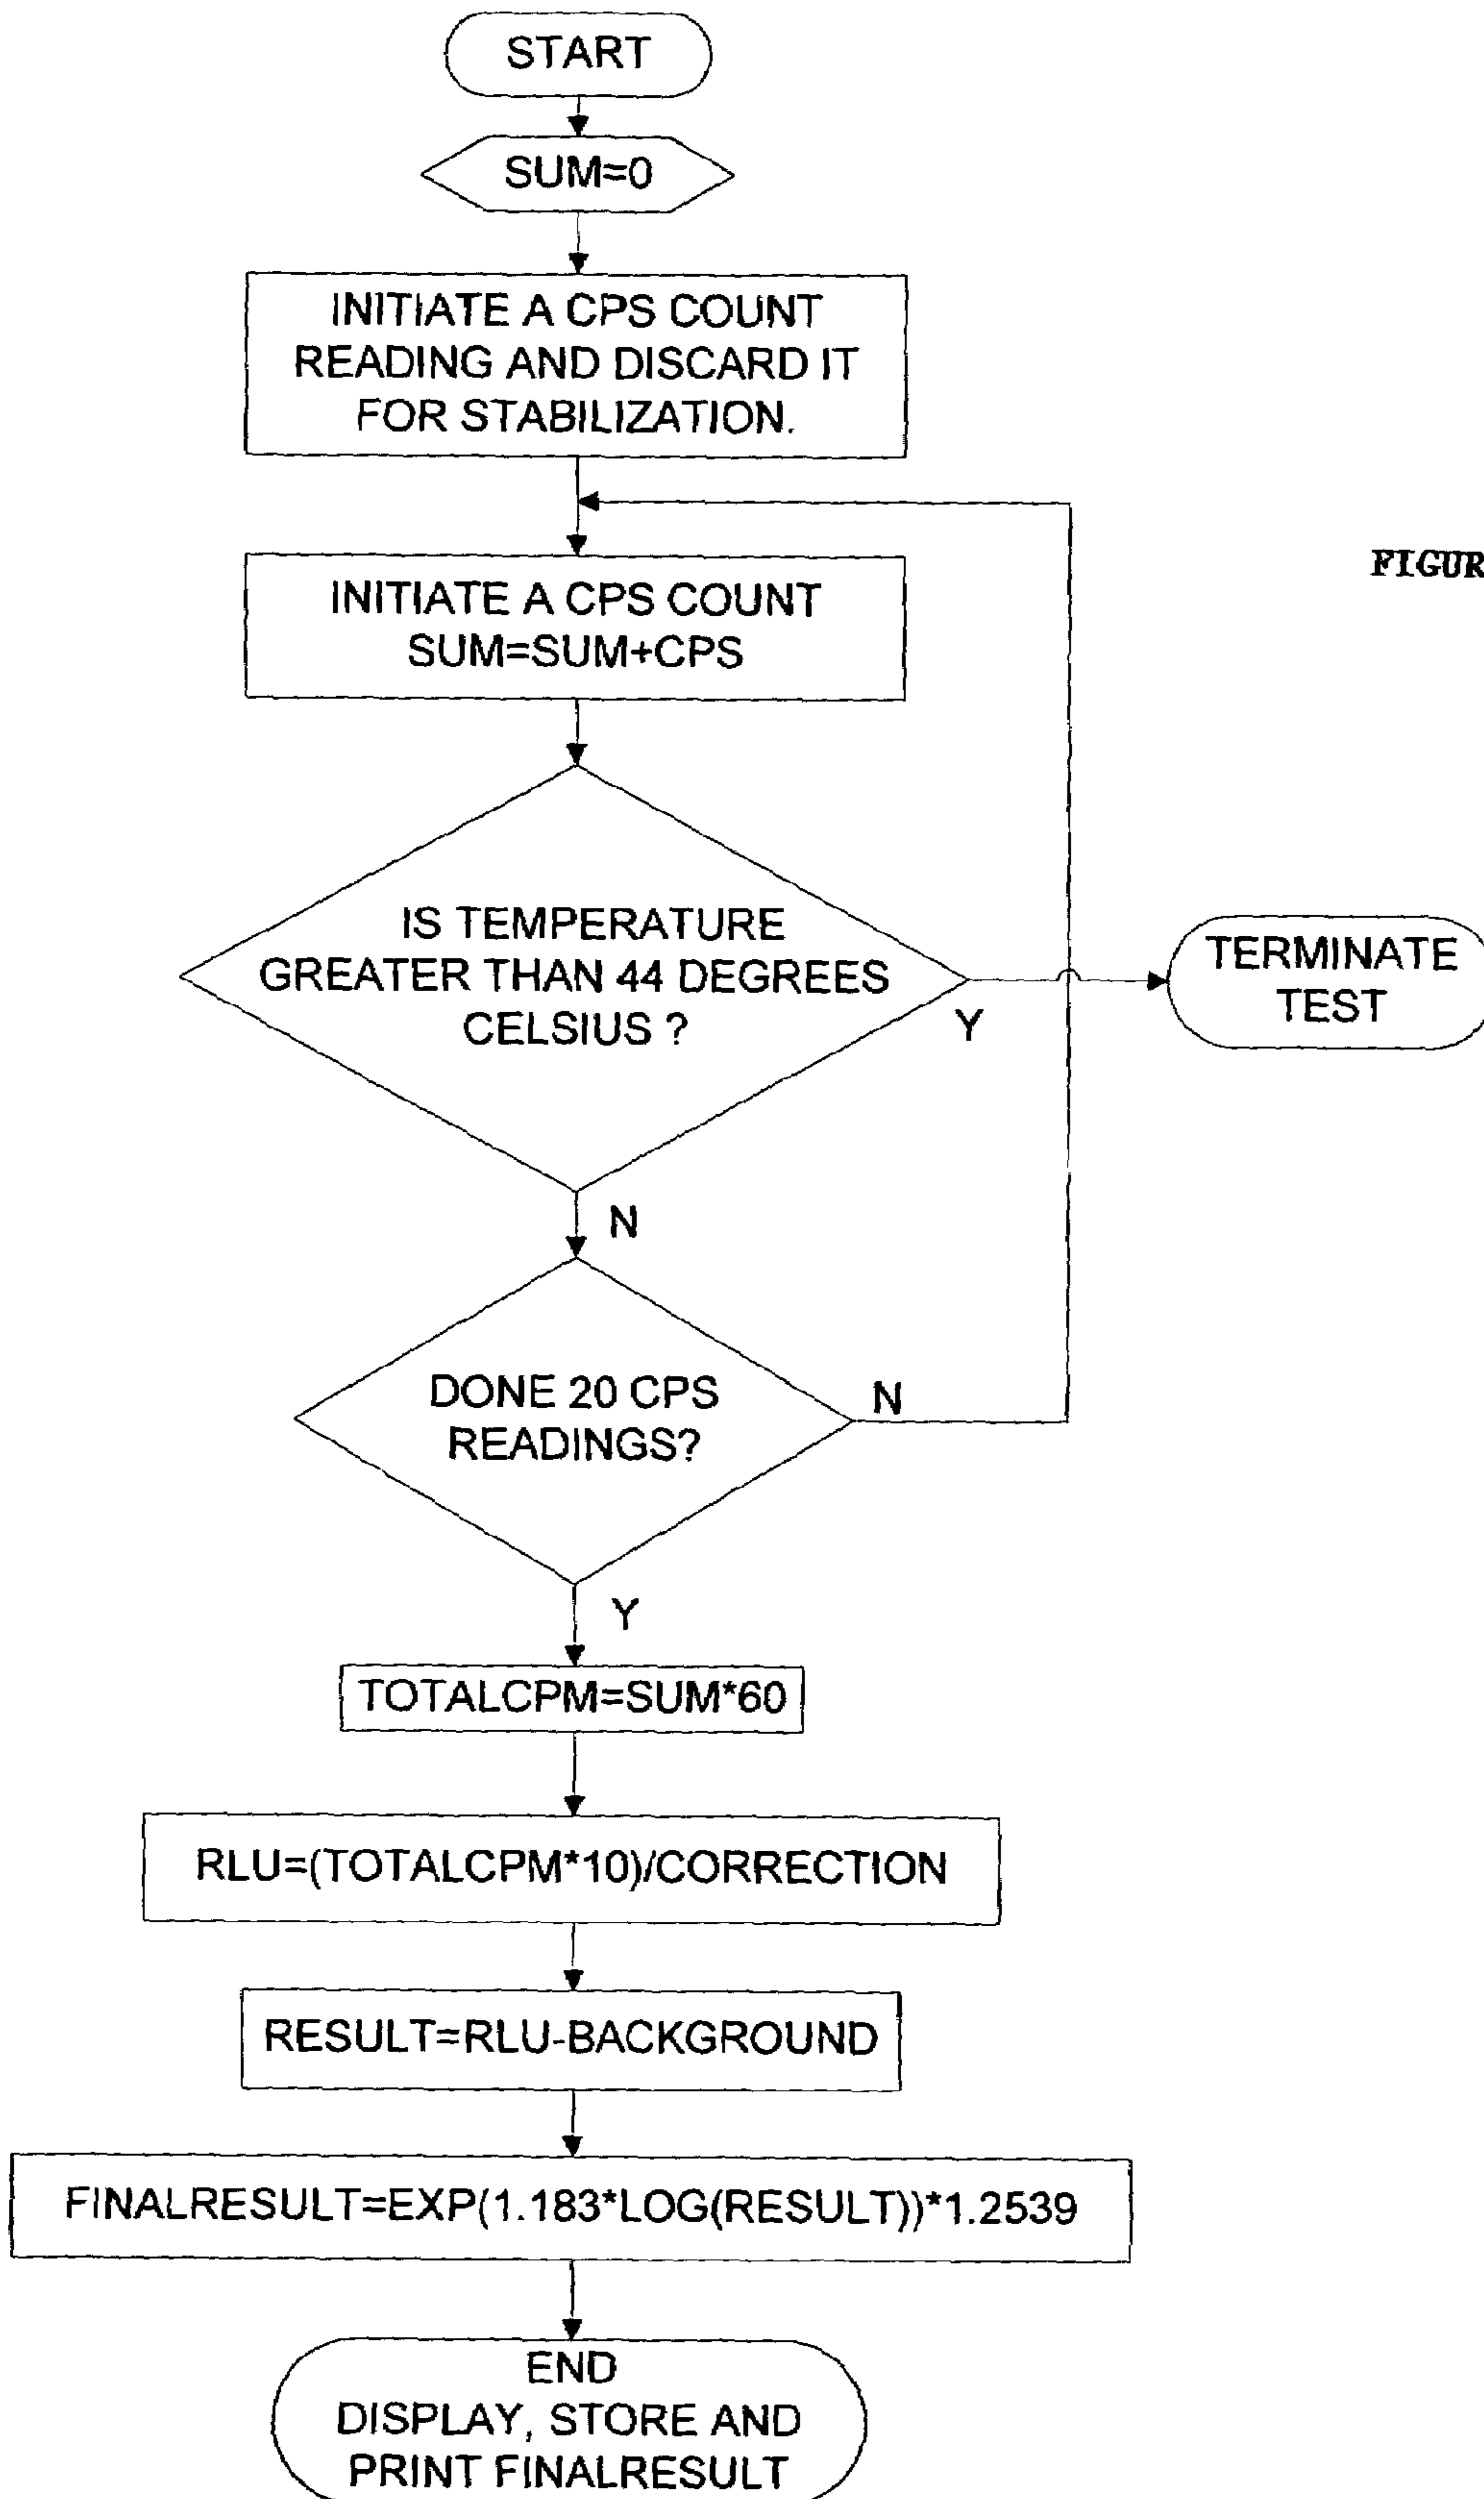 START
SUM=0
INITIATE A CPS COUNT
READING AND DISCARD IT
FOR STABILIZATION.
FIGUR
INITIATE A CPS COUNT
SUM=SUM+CPS
IS TEMPERATURE
GREATER THAN 44 DEGREES
CELSIUS ?
Y
TERMINATE
TEST
N
DONE 20 CPS
READINGS?
N
Y
TOTALCPM=SUM*60
RLU=(TOTALCPM*10)/CORRECTION
RESULT=RLU-BACKGROUND
FINALRESULT=EXP(1.183*LOG(RESULT))*1.2539
END
DISPLAY, STORE AND
PRINT FINALRESULT